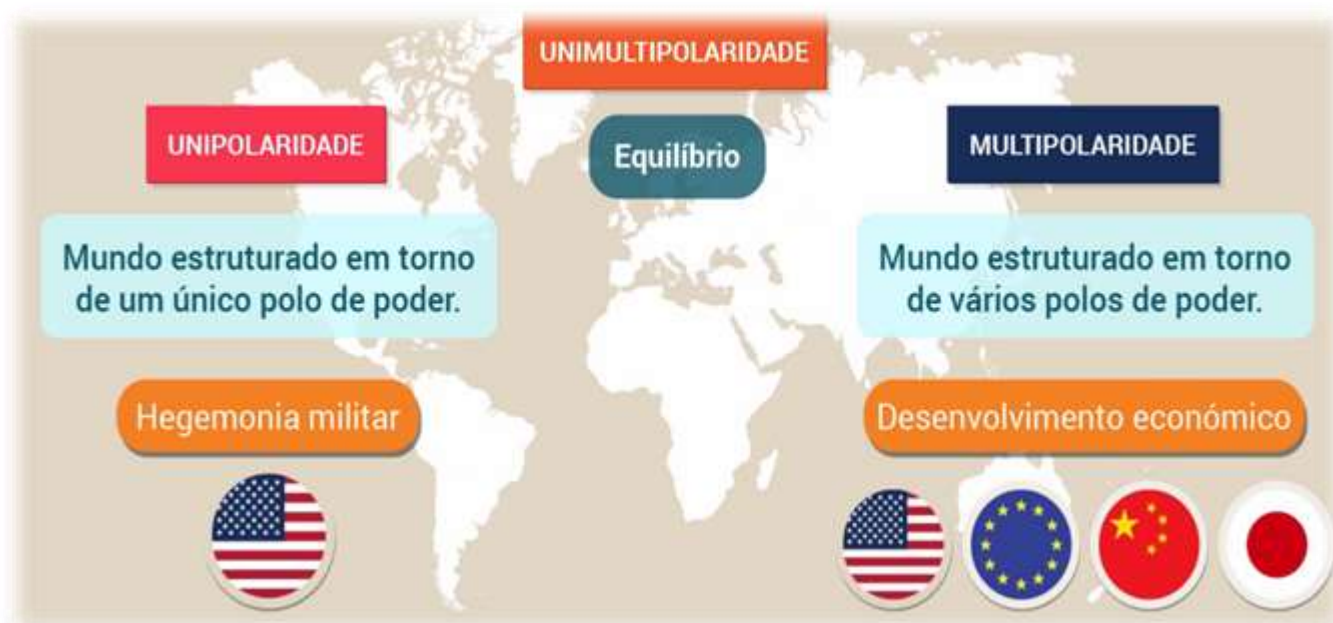 UNIMULTIPOLARIDADE
Equilíbrio
UNIPOLARIDADE
Mundo estruturado em torno
de um único polo de poder.
Hegemonia militar
MULTIPOLARIDADE
Mundo estruturado em torno
de vários polos de poder.
Desenvolvimento económico